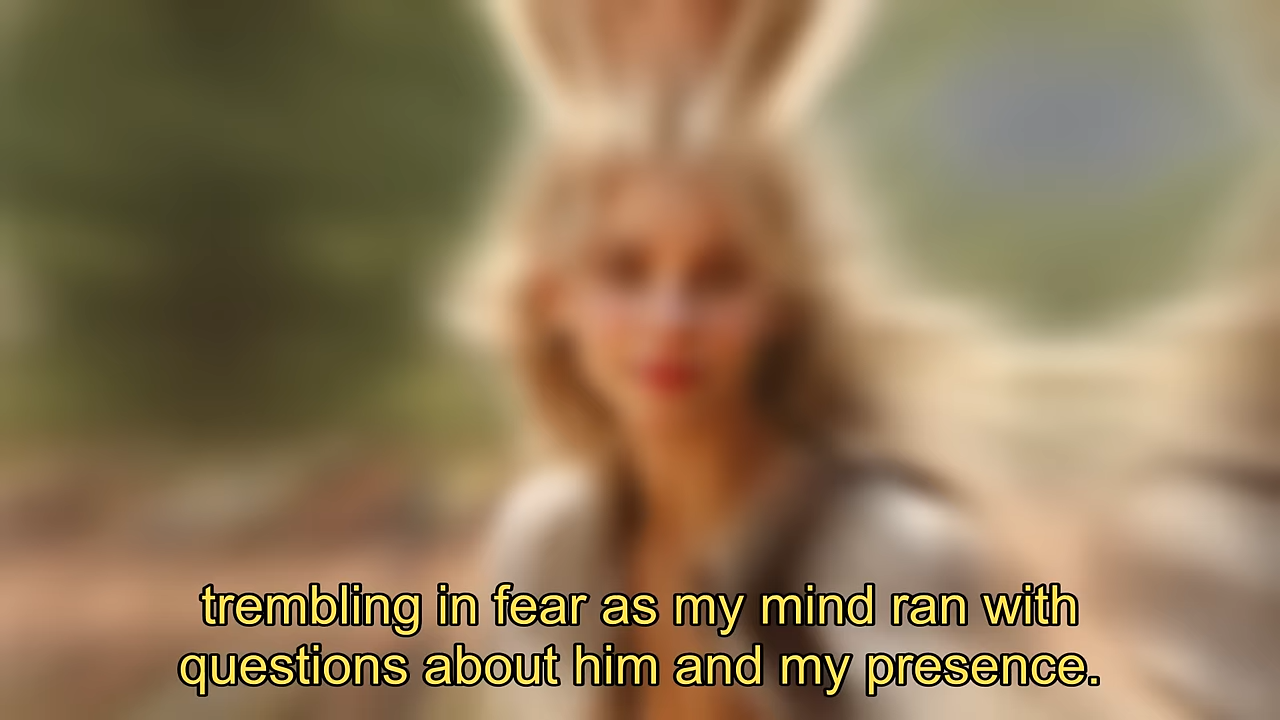 trembling in fear as my mind ran with
questions about him and my presence.